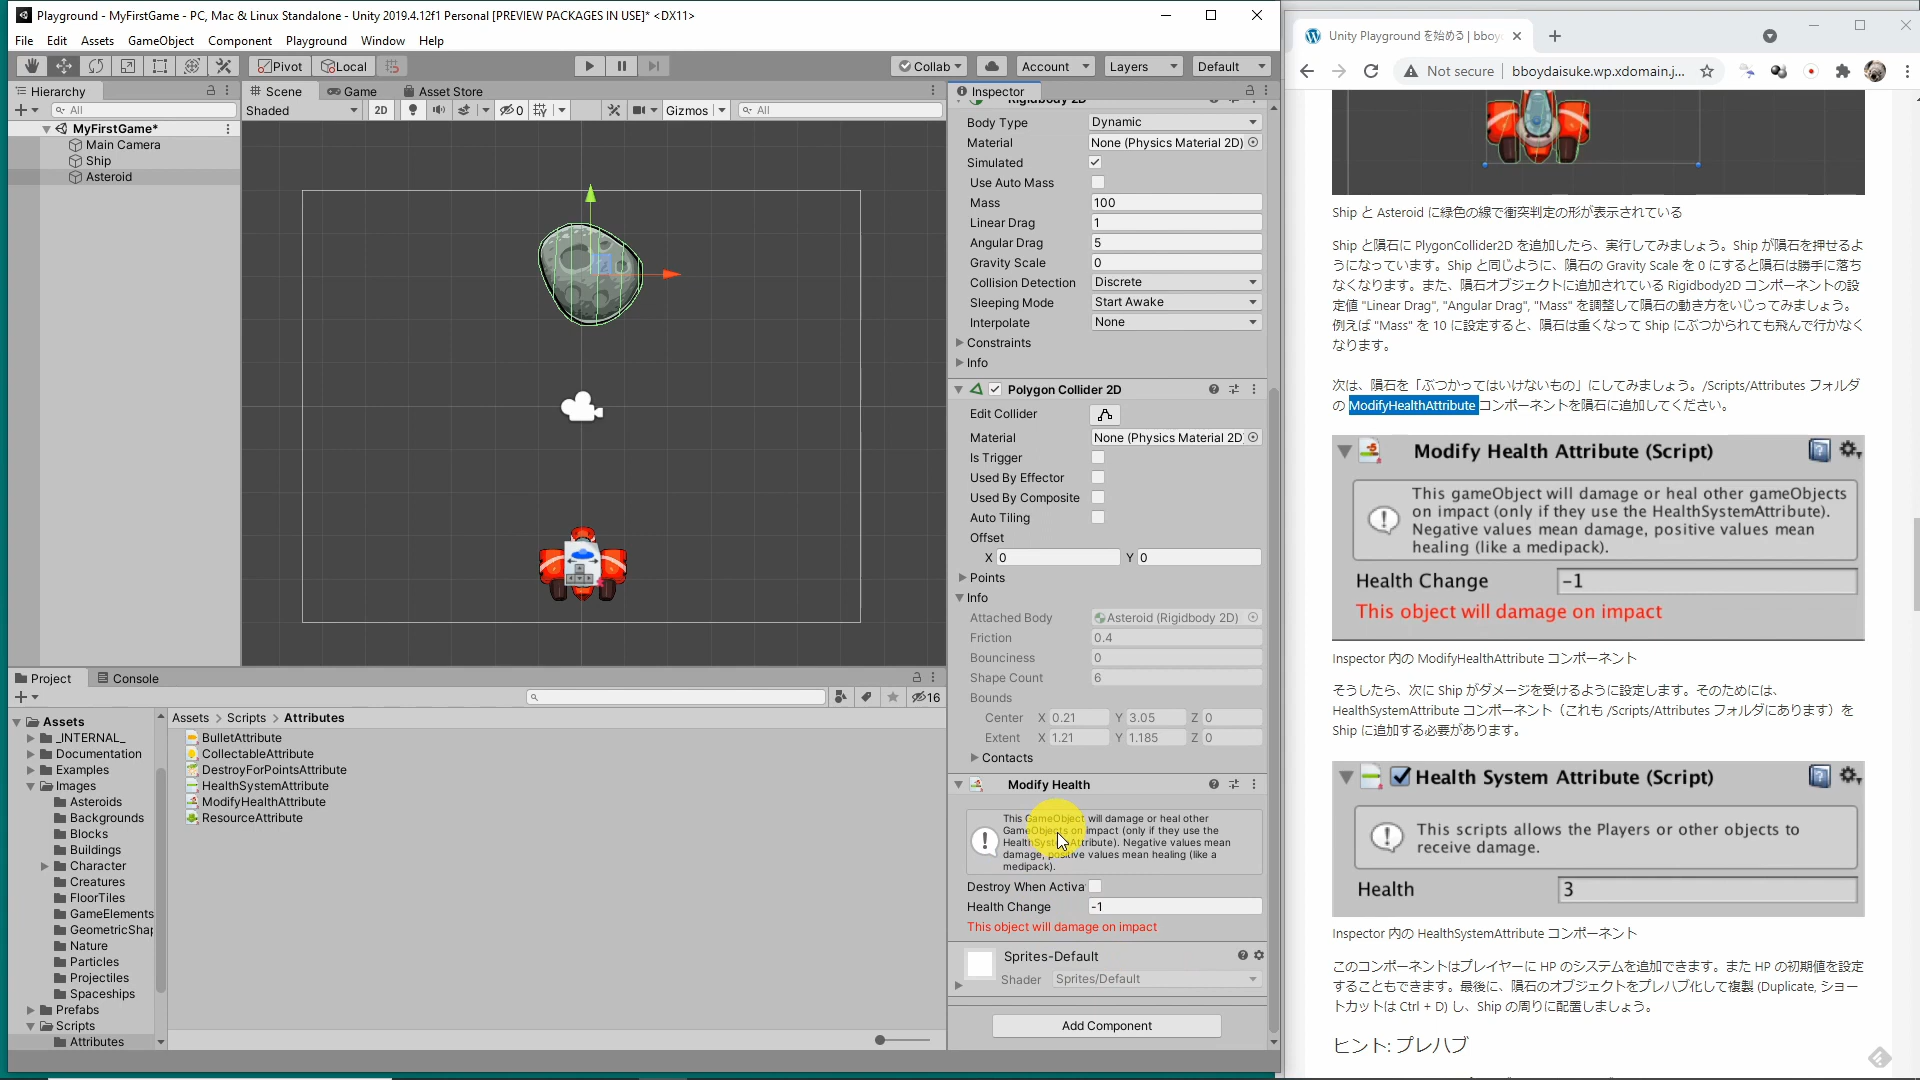 Playground - MyFirstGame - PC, Mac & Linux Standalone - Unity 2019.4.12f1 Personal [PREVIEW PACKAGES IN USE]* <DX11>
File Edit Assets GameObject Component Playground Window Help
Pivot Local Collab Account Layers Default
Hierarchy
All
MyFirstGame*
Main Camera
Ship
Asteroid
Scene Game Asset Store
Shaded 2D 0 Gizmos All
Inspector
Rigidbody 2D
Body Type Dynamic
Material None (Physics Material 2D)
Simulated
Use Auto Mass
Mass 100
Linear Drag 1
Angular Drag 5
Gravity Scale 0
Collision Detection Discrete
Sleeping Mode Start Awake
Interpolate None
Constraints
Info
Polygon Collider 2D
Edit Collider
Material None (Physics Material 2D
Is Trigger
Used By Effector
Used By Composite
Auto Tiling
Offset
X 0 Y 0
Points
Info
Attached Body Asteroid (Rigidbody 2D)
Friction 0.4
Bounciness 0
Shape Count 6
Bounds
Center X 0.21 Y 3.05 Z 0
Extent X 1.21 Y 1.185 Z 0
Contacts
Modify Health
This GameObject will damage or heal other
GameObjects on impact (only if they use the
HealthSystemAttribute). Negative values mean
damage, positive values mean healing (like a
medipack).
Destroy When Activa
Health Change -1
This object will damage on impact
Sprites-Default
Shader Sprites/Default
Add Component
Project Console
16
Assets
_INTERNAL_
Documentation
Examples
Images
Asteroids
Backgrounds
Blocks
Buildings
Character
Creatures
FloorTiles
GameElements
GeometricShap
Nature
Particles
Projectiles
Spaceships
Prefabs
Scripts
Attributes
Assets > Scripts > Attributes
BulletAttribute
CollectableAttribute
DestroyForPointsAttribute
HealthSystemAttribute
ModifyHealthAttribute
ResourceAttribute
Unity Playground を始める | bboyd
Not secure bboydaisuke.wp.xdomain.j...
Ship と Asteroid に緑色の線で衝突判定の形が表示されている
Ship と隕石に PlygonCollider2D を追加したら、実行してみましょう。Ship が隕石を押せるよ
うになっています。Ship と同じように、隕石の Gravity Scale を 0 にすると隕石は勝手に落ち
なくなります。また、隕石オブジェクトに追加されている Rigidbody2D コンポーネントの設
定値 "Linear Drag", "Angular Drag", "Mass" を調整して隕石の動き方をいじってみましょう。
例えば "Mass" を 10 に設定すると、隕石は重くなって Ship にぶつかられても飛んで行かなく
なります。
次は、隕石を「ぶつかってはいけないもの」にしてみましょう。/Scripts/Attributes フォルダ
の ModifyHealthAttribute コンポーネントを隕石に追加してください。
Modify Health Attribute (Script)
This gameObject will damage or heal other gameObjects
on impact (only if they use the HealthSystemAttribute).
Negative values mean damage, positive values mean
healing (like a medipack).
Health Change -1
This object will damage on impact
Inspector 内の ModifyHealthAttribute コンポーネント
そうしたら、次に Ship がダメージを受けるように設定します。そのためには、
HealthSystemAttribute コンポーネント（これも /Scripts/Attributes フォルダにあります）を
Ship に追加する必要があります。
Health System Attribute (Script)
This scripts allows the Players or other objects to
receive damage.
Health 3
Inspector 内の HealthSystemAttribute コンポーネント
このコンポーネントはプレイヤーに HP のシステムを追加できます。また HP の初期値を設定
することもできます。最後に、隕石のオブジェクトをプレハブ化して複製 (Duplicate, ショー
トカットは Ctrl + D) し、Ship の周りに配置しましょう。
ヒント: プレハブ